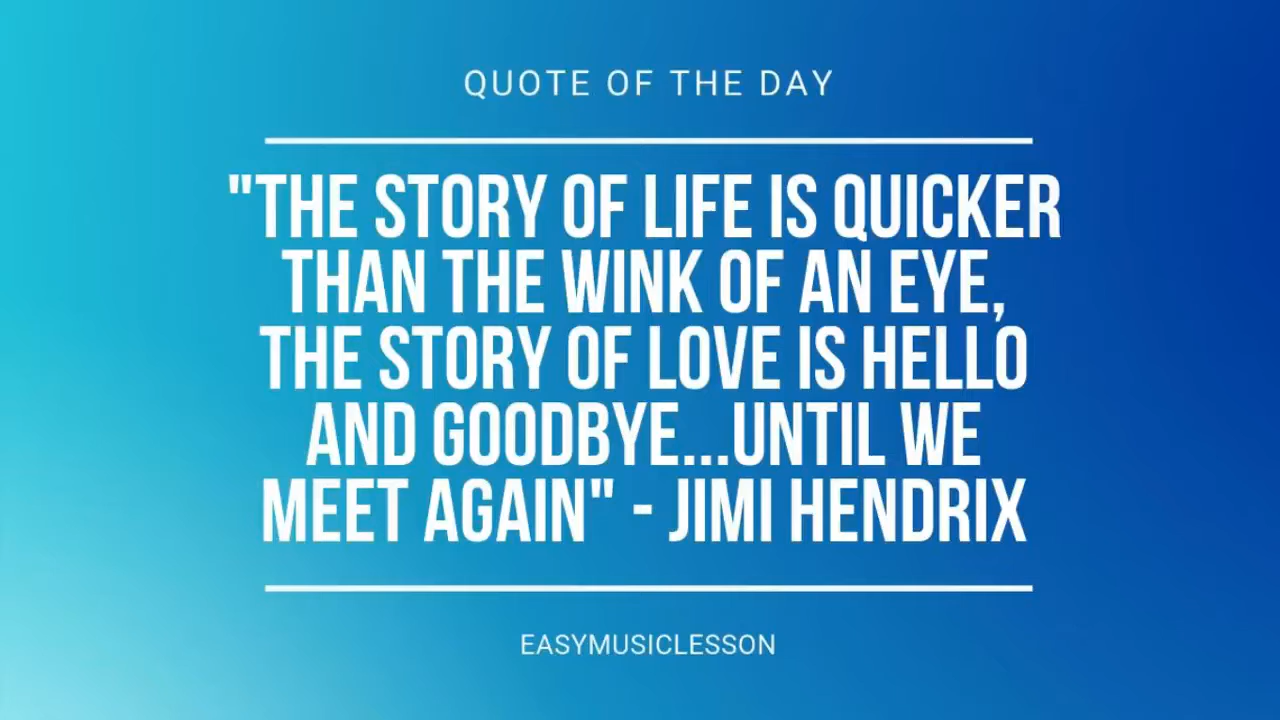 QUOTE OF THE DAY
"THE STORY OF LIFE IS QUICKER
THAN THE WINK OF AN EYE,
THE STORY OF LOVE IS HELLO
AND GOODBYE...UNTIL WE
MEET AGAIN" - JIMI HENDRIX
EASYMUSICLESSON